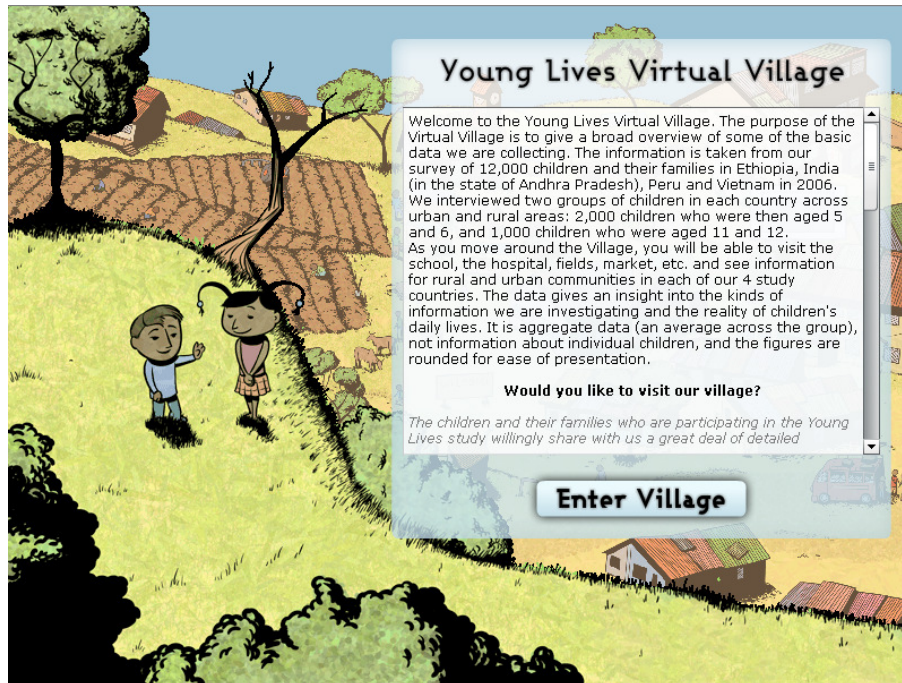 Young Lives Virtual Village
Welcome to the Young Lives Virtual Village. The purpose of the
Virtual Village is to give a broad overview of some of the basic
data we are collecting. The information is taken from our
survey of 12,000 children and their families in Ethiopia, India
(in the state of Andhra Pradesh), Peru and Vietnam in 2006.
We interviewed two groups of children in each country across
urban and rural areas: 2,000 children who were then aged 5
and 6, and 1,000 children who were aged 11 and 12.
As you move around the Village, you will be able to visit the
school, the hospital, fields, market, etc. and see information
for rural and urban communities in each of our 4 study
countries. The data gives an insight into the kinds of
information we are investigating and the reality of children's
daily lives. It is aggregate data (an average across the group),
not information about individual children, and the figures are
rounded for ease of presentation.
Would you like to visit our village?
The children and their families who are participating in the Young
Lives study willingly share with us a great deal of detailed
Enter Village